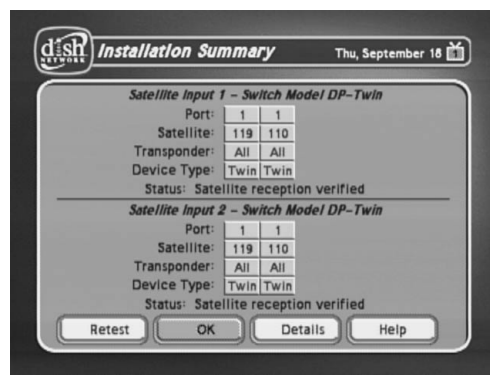 dish
NETWORK
Installation Summary
Thu, September 18
1
Satellite Input 1 - Switch Model DP-Twin
Port: 1 1
Satellite: 119 110
Transponder: All All
Device Type: Twin Twin
Status: Satellite reception verified
Satellite Input 2 - Switch Model DP-Twin
Port: 1 1
Satellite: 119 110
Transponder: All All
Device Type: Twin Twin
Status: Satellite reception verified
Retest OK Details Help